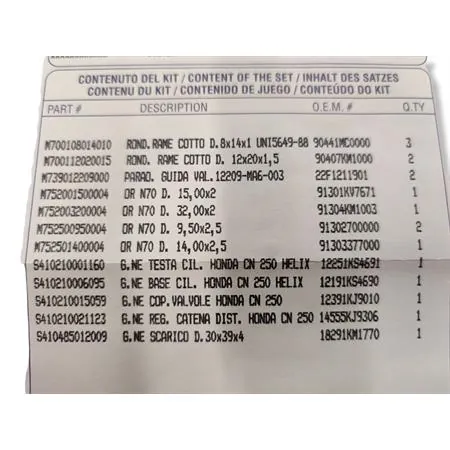 CONTENUTO DEL KIT / CONTENT OF THE SET / INHALT DES SATZES
CONTENU DU KIT / CONTENIDO DE JUEGO / CONTEÚDO DO KIT
PART # DESCRIPTION O.E.M. # Q.TY
M700108014010 ROND.RAME COTTO D.8x14x1 UNI5649-88 90441MC0000 3
M700112020015 ROND. RAME COTTO D. 12x20x1,5 90407KM1000 2
M739012209000 PARAO. GUIDA VAL.12209-MA6-003 22F1211901 2
M752001500004 OR N70 D. 15,00x2 91301KV7671 1
M752003200004 OR N70 D. 32,00x2 91304KM1003 1
M752500950004 OR N70 D. 9,50x2,5 91302700000 2
M752501400004 OR N70 D. 14,00x2,5 91303377000 1
S410210001160 G.NE TESTA CIL. HONDA CN 250 HELIX 12251KS4691 1
S410210006095 G.NE BASE CIL. HONDA CN 250 HELIX 12191KS4690 1
S410210015059 G.NE COP.VALVOLE HONDA CN 250 12391KJ9010 1
S410210021123 G.NE REG. CATENA DIST. HONDA CN 250 14555KJ9306 1
S410485012009 G.NE SCARICO D.30x39x4 18291KM1770 1